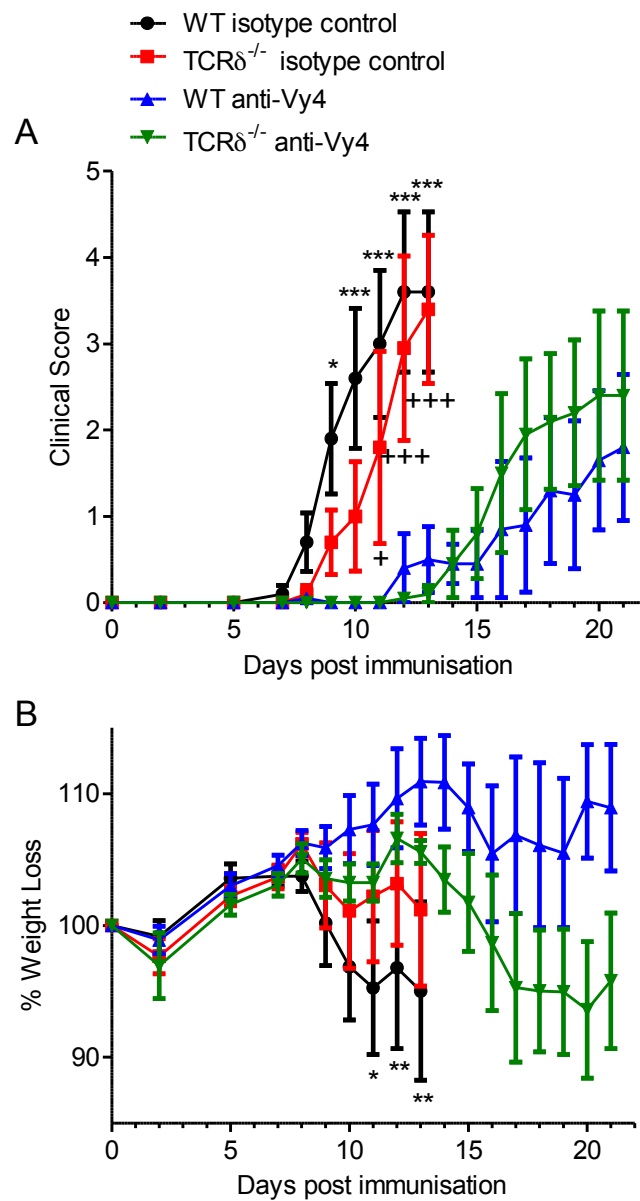 WT isotype control
TCRδ-/- isotype control
WT anti-Vy4
TCRδ-/- anti-Vy4
A
Clinical Score
5
4
3
2
1
0
***
***
***
***
*
+++
+++
+
0 5 10 15 20
Days post immunisation
B
% Weight Loss
110
100
90
*
**
**
0 5 10 15 20
Days post immunisation